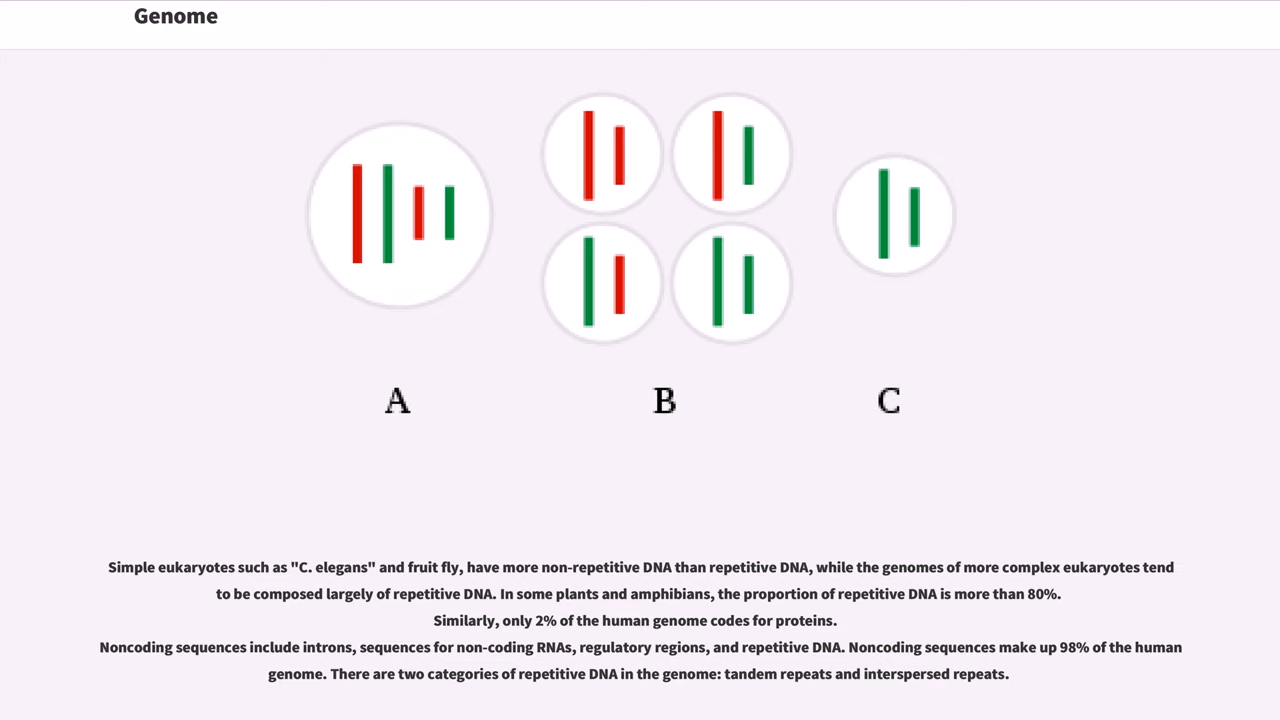 Genome
A
B
C
Simple eukaryotes such as "C. elegans" and fruit fly, have more non-repetitive DNA than repetitive DNA, while the genomes of more complex eukaryotes tend
to be composed largely of repetitive DNA. In some plants and amphibians, the proportion of repetitive DNA is more than 80%.
Similarly, only 2% of the human genome codes for proteins.
Noncoding sequences include introns, sequences for non-coding RNAs, regulatory regions, and repetitive DNA. Noncoding sequences make up 98% of the human
genome. There are two categories of repetitive DNA in the genome: tandem repeats and interspersed repeats.